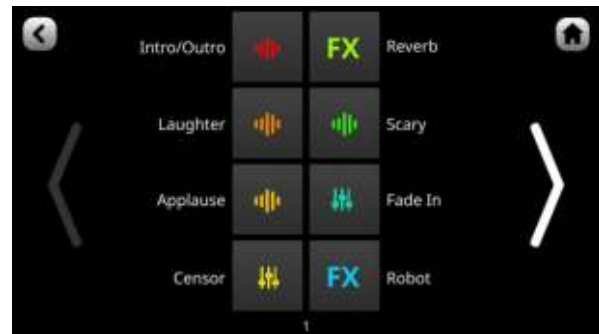 Intro/Outro FX Reverb
Laughter Scary
Applause Fade In
Censor FX Robot
1